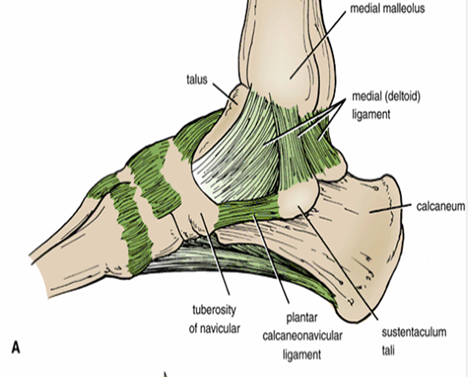 medial malleolus
talus
medial (deltoid)
ligament
calcaneum
tuberosity
of navicular
plantar
calcaneonavicular
ligament
sustentaculum
tali
A